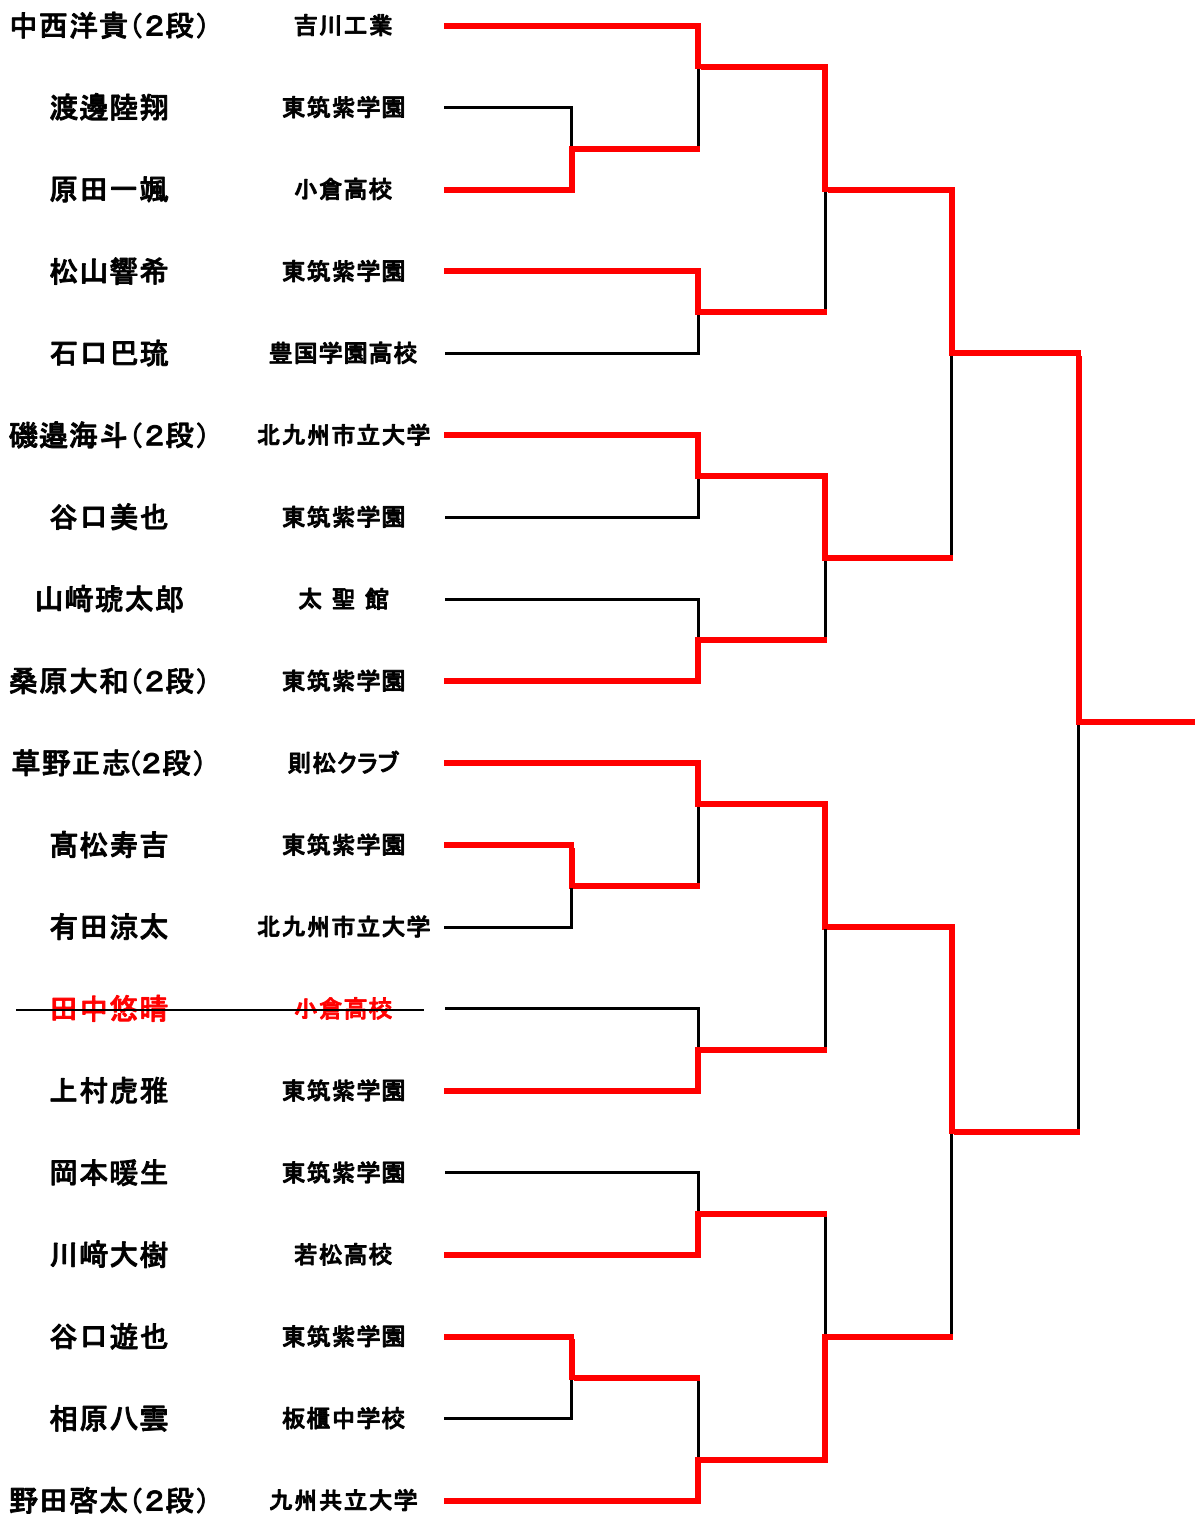 中西洋貴（２段） 吉川工業
渡邊陸翔 東筑紫学園
原田一颯 小倉高校
松山響希 東筑紫学園
石口巴琉 豊国学園高校
磯邉海斗（２段） 北九州市立大学
谷口美也 東筑紫学園
山﨑琥太郎 太 聖 館
桑原大和（２段） 東筑紫学園
草野正志（２段） 則松クラブ
髙松寿吉 東筑紫学園
有田涼太 北九州市立大学
田中悠晴 小倉高校
上村虎雅 東筑紫学園
岡本暖生 東筑紫学園
川﨑大樹 若松高校
谷口遊也 東筑紫学園
相原八雲 板櫃中学校
野田啓太（２段） 九州共立大学